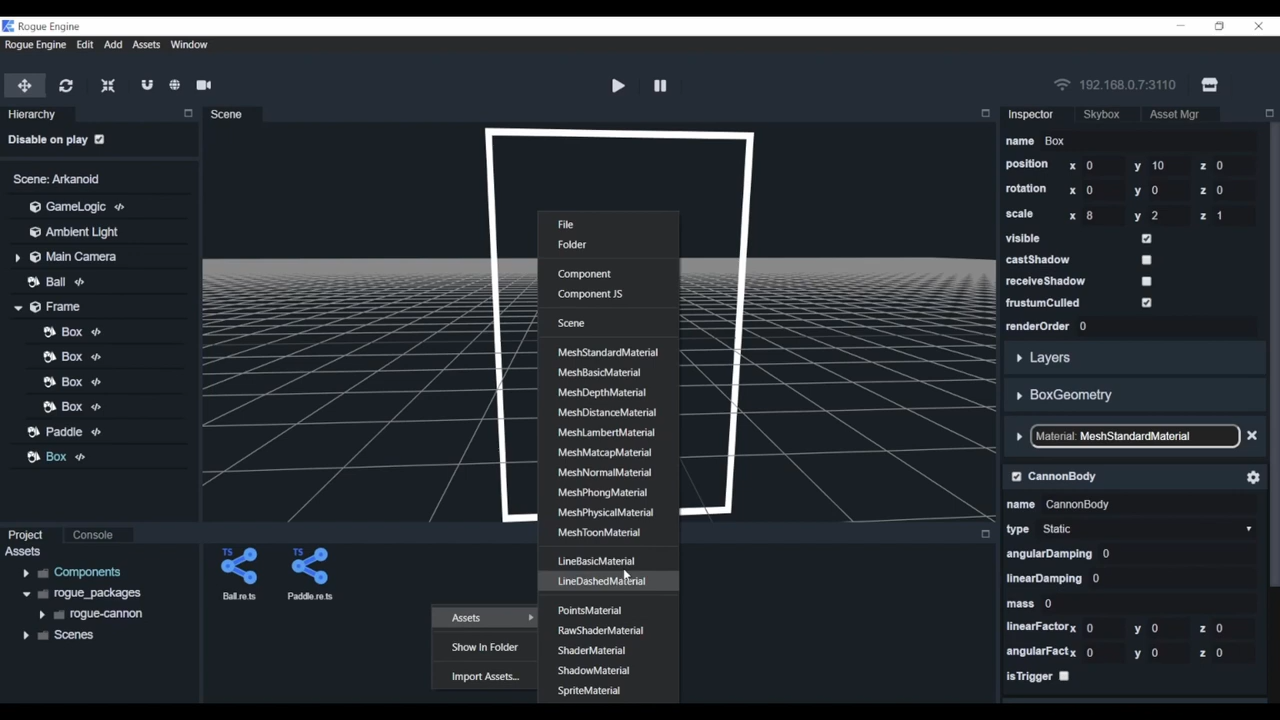 Rogue Engine
Rogue Engine Edit Add Assets Window
192.168.0.7:3110
Hierarchy
Disable on play
Scene: Arkanoid
GameLogic
Ambient Light
Main Camera
Ball
Frame
Box
Box
Box
Box
Paddle
Box
Scene
File
Folder
Component
Component JS
Scene
MeshStandardMaterial
MeshBasicMaterial
MeshDepthMaterial
MeshDistanceMaterial
MeshLambertMaterial
MeshMatcapMaterial
MeshNormalMaterial
MeshPhongMaterial
MeshPhysicalMaterial
MeshToonMaterial
LineBasicMaterial
LineDashedMaterial
PointsMaterial
RawShaderMaterial
ShaderMaterial
ShadowMaterial
SpriteMaterial
Inspector Skybox Asset Mgr
name Box
position x 0 y 10 z 0
rotation x 0 y 0 z 0
scale x 8 y 2 z 1
visible
castShadow
receiveShadow
frustumCulled
renderOrder 0
Layers
BoxGeometry
Material: MeshStandardMaterial
CannonBody
name CannonBody
type Static
angularDamping 0
linearDamping 0
mass 0
linearFactor x 0 y 0 z 0
angularFact x 0 y 0 z 0
isTrigger
Project Console
Assets
Components
rogue_packages
rogue-cannon
Scenes
TS TS
Ball.re.ts Paddle.re.ts
Assets
Show In Folder
Import Assets...